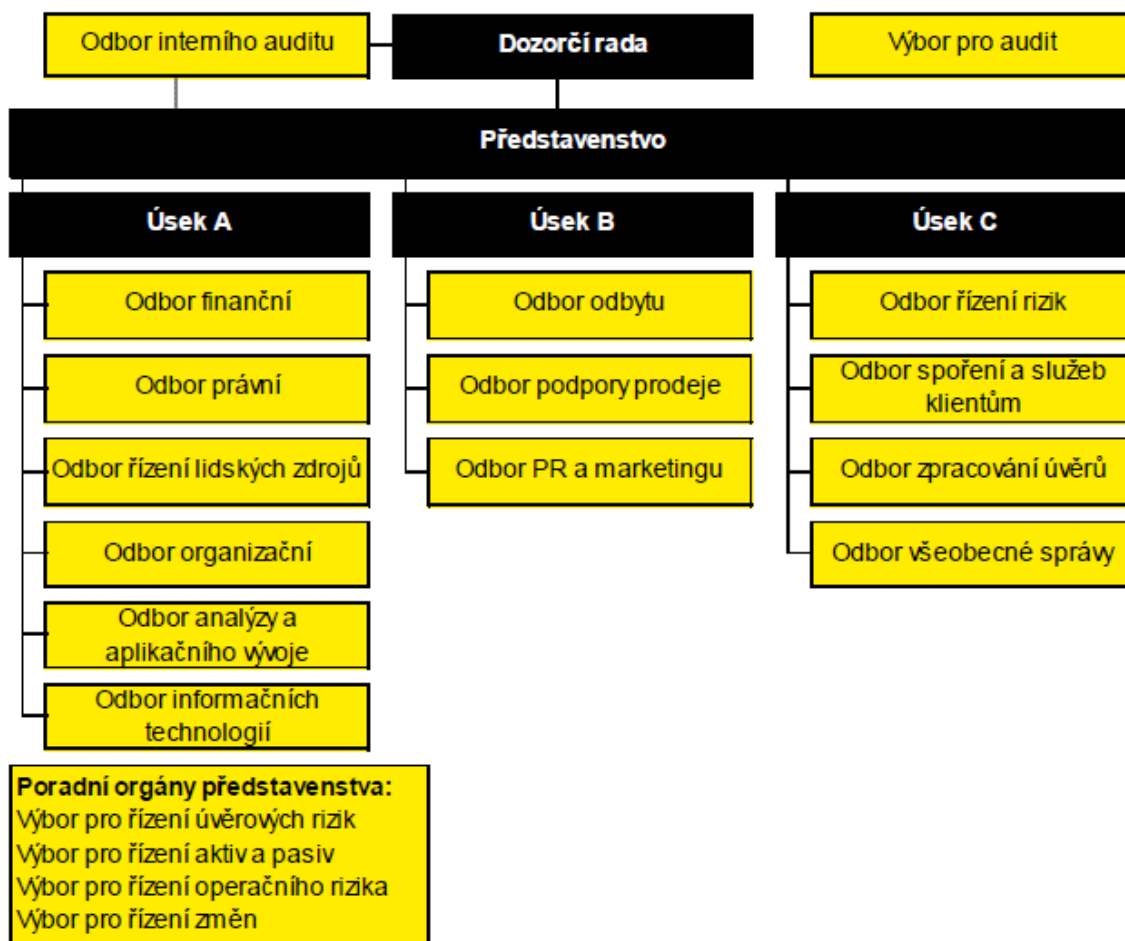 Odbor interního auditu
Dozorčí rada
Výbor pro audit
Představenstvo
Úsek A
Úsek B
Úsek C
Odbor finanční
Odbor právní
Odbor řízení lidských zdrojů
Odbor organizační
Odbor analýzy a
aplikačního vývoje
Odbor informačních
technologií
Odbor odbytu
Odbor podpory prodeje
Odbor PR a marketingu
Odbor řízení rizik
Odbor spoření a služeb
klientům
Odbor zpracování úvěrů
Odbor všeobecné správy
Poradní orgány představenstva:
Výbor pro řízení úvěrových rizik
Výbor pro řízení aktiv a pasiv
Výbor pro řízení operačního rizika
Výbor pro řízení změn